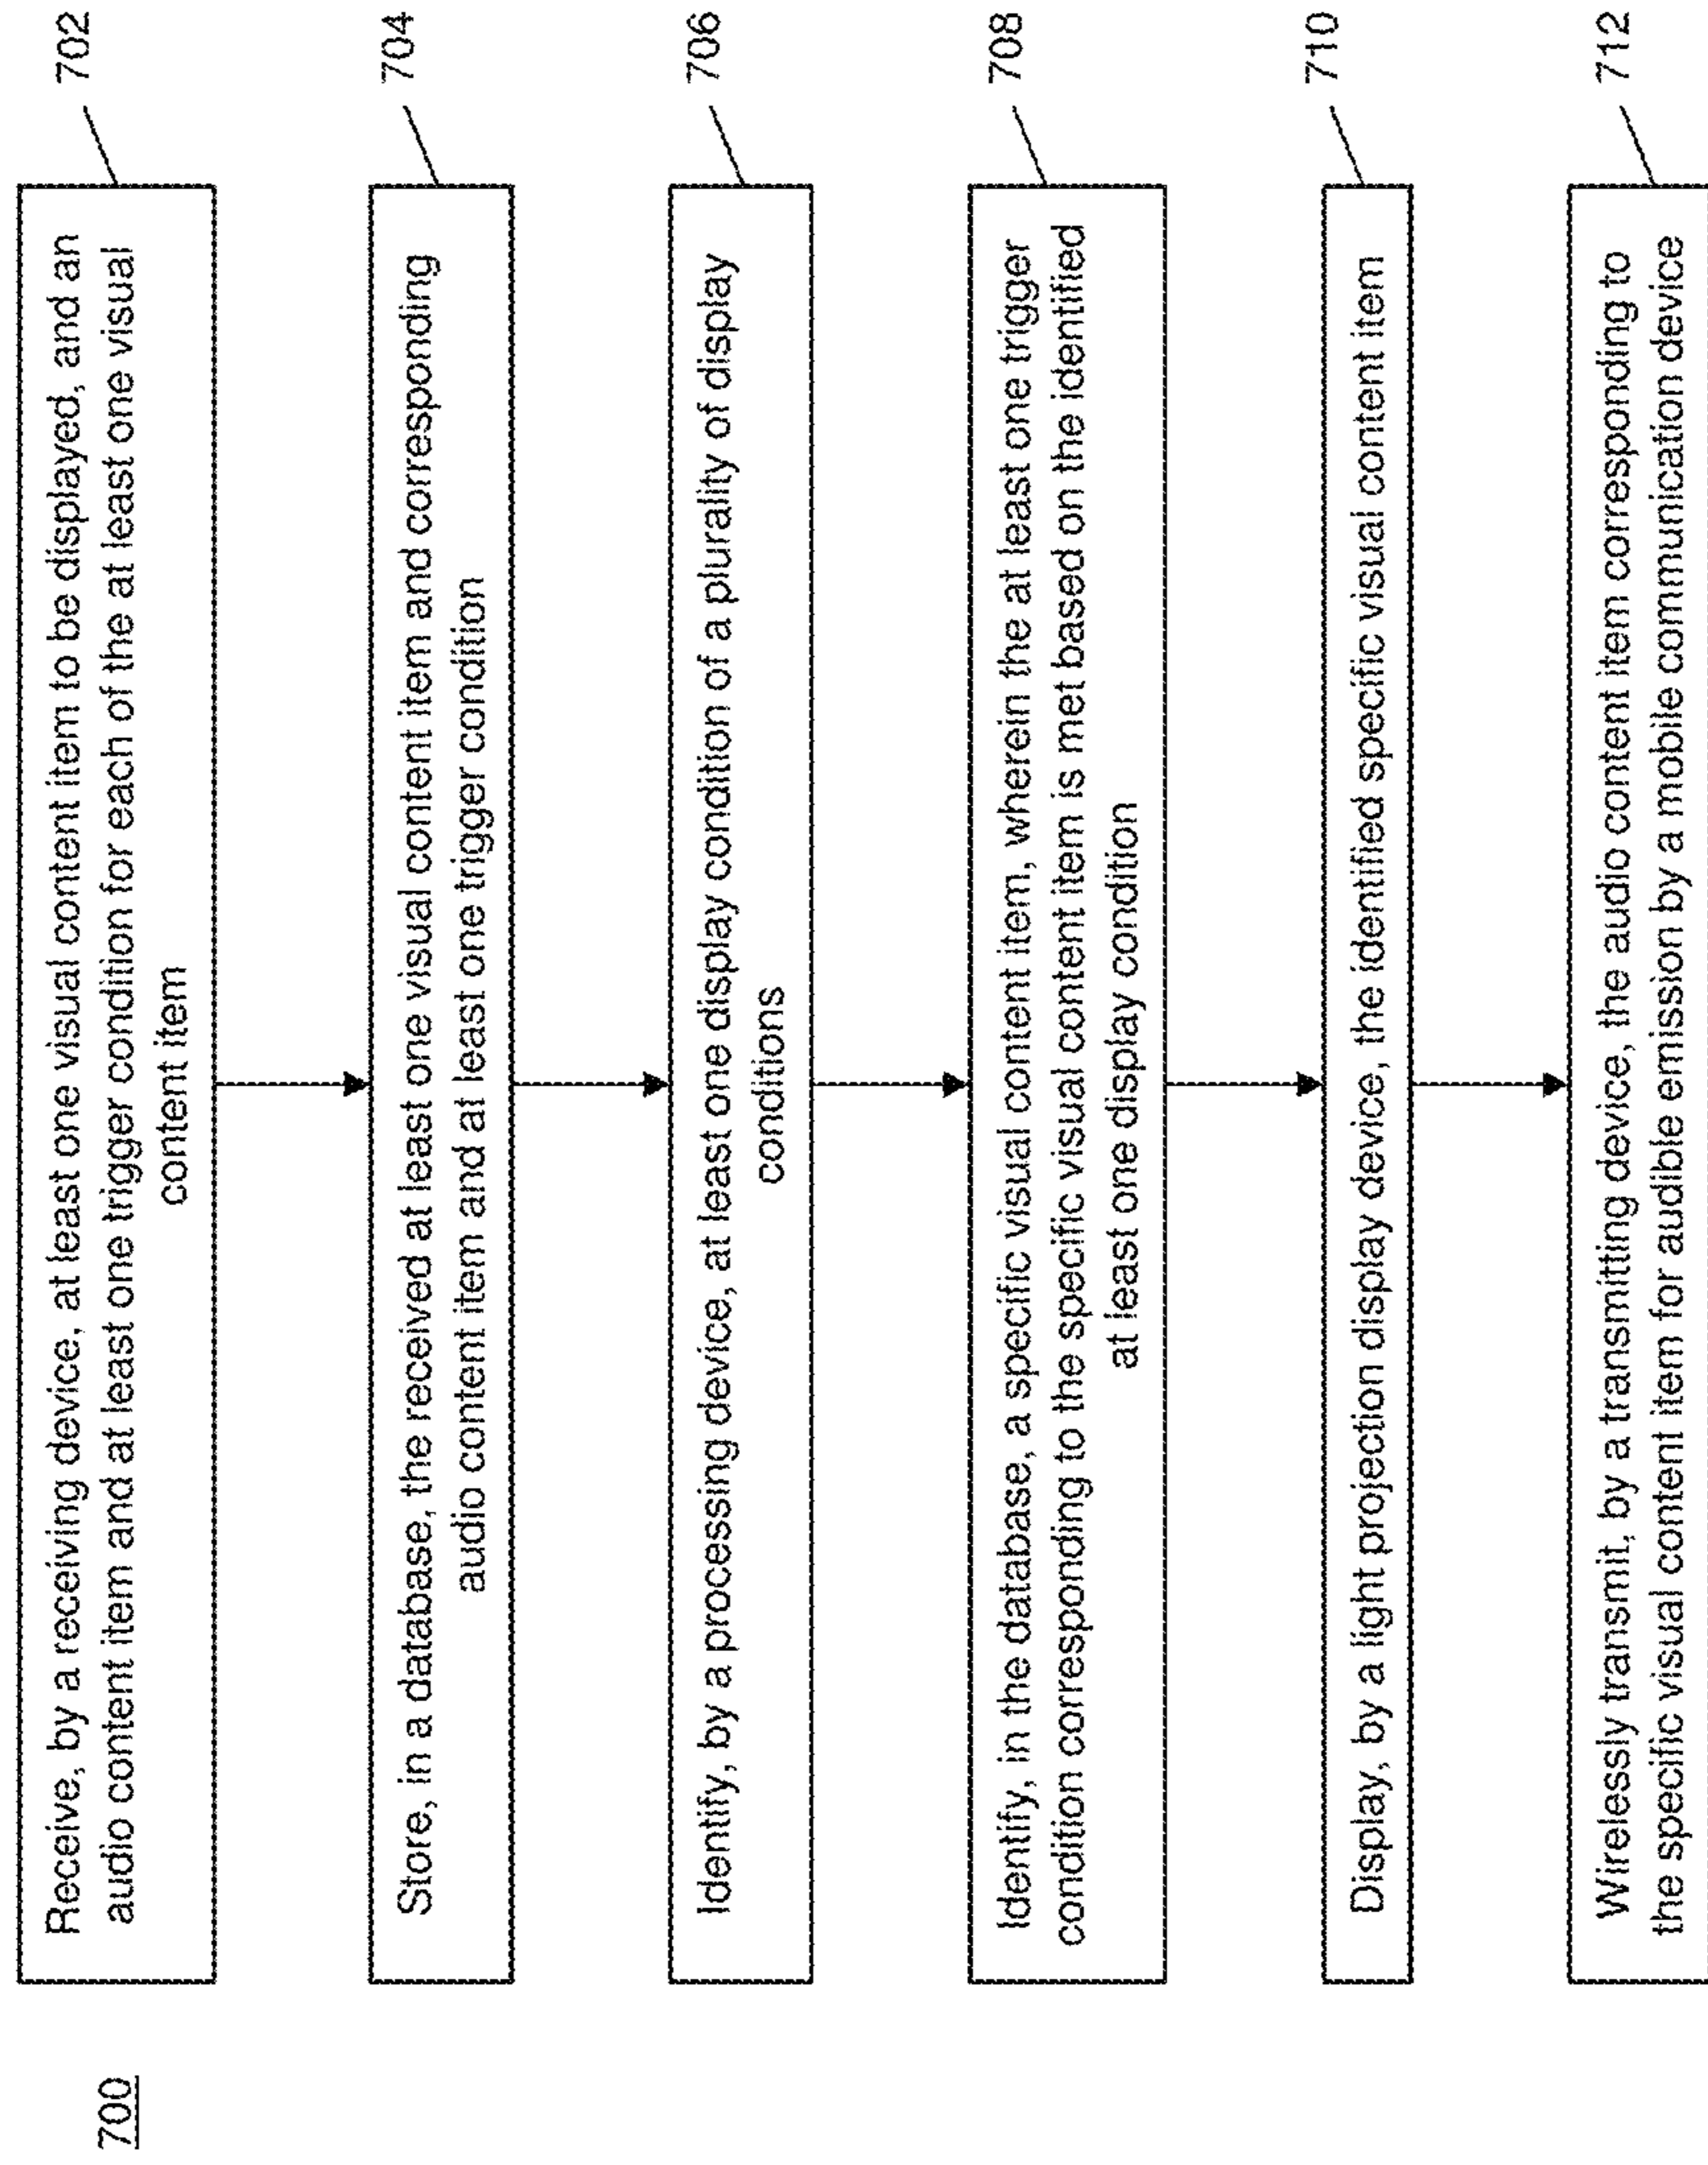 700
Receive, by a receiving device, at least one visual content item to be displayed, and an
audio content item and at least one trigger condition for each of the at least one visual
content item
702
Store, in a database, the received at least one visual content item and corresponding
audio content item and at least one trigger condition
704
Identify, by a processing device, at least one display condition of a plurality of display
conditions
706
Identify, in the database, a specific visual content item, wherein the at least one trigger
condition corresponding to the specific visual content item is met based on the identified
at least one display condition
708
Display, by a light projection display device, the identified specific visual content item
710
Wirelessly transmit, by a transmitting device, the audio content item corresponding to
the specific visual content item for audible emission by a mobile communication device
712